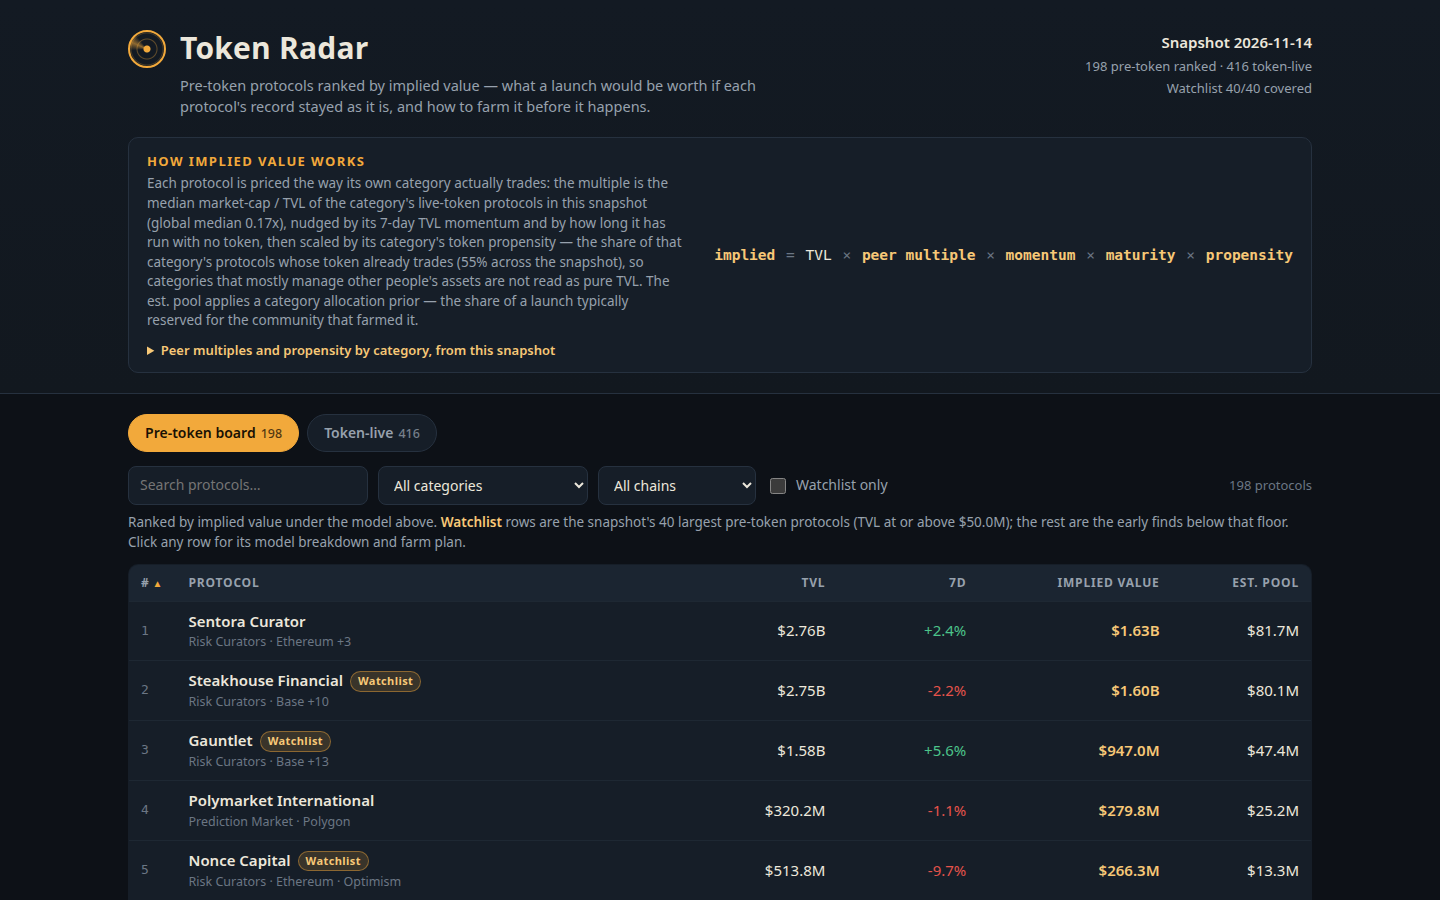 Token Radar
Pre-token protocols ranked by implied value — what a launch would be worth if each
protocol's record stayed as it is, and how to farm it before it happens.
Snapshot 2026-11-14
198 pre-token ranked · 416 token-live
Watchlist 40/40 covered
HOW IMPLIED VALUE WORKS
Each protocol is priced the way its own category actually trades: the multiple is the
median market-cap / TVL of the category's live-token protocols in this snapshot
(global median 0.17x), nudged by its 7-day TVL momentum and by how long it has
run with no token, then scaled by its category's token propensity — the share of that
category's protocols whose token already trades (55% across the snapshot), so
categories that mostly manage other people's assets are not read as pure TVL. The
est. pool applies a category allocation prior — the share of a launch typically
reserved for the community that farmed it.
implied = TVL × peer multiple × momentum × maturity × propensity
▶ Peer multiples and propensity by category, from this snapshot
Pre-token board 198
Token-live 416
Search protocols...
All categories
All chains
Watchlist only
198 protocols
Ranked by implied value under the model above. Watchlist rows are the snapshot's 40 largest pre-token protocols (TVL at or above $50.0M); the rest are the early finds below that floor.
Click any row for its model breakdown and farm plan.
# ▲ PROTOCOL TVL 7D IMPLIED VALUE EST. POOL
1 Sentora Curator $2.76B +2.4% $1.63B $81.7M
Risk Curators · Ethereum +3
2 Steakhouse Financial Watchlist $2.75B -2.2% $1.60B $80.1M
Risk Curators · Base +10
3 Gauntlet Watchlist $1.58B +5.6% $947.0M $47.4M
Risk Curators · Base +13
4 Polymarket International $320.2M -1.1% $279.8M $25.2M
Prediction Market · Polygon
5 Nonce Capital Watchlist $513.8M -9.7% $266.3M $13.3M
Risk Curators · Ethereum · Optimism